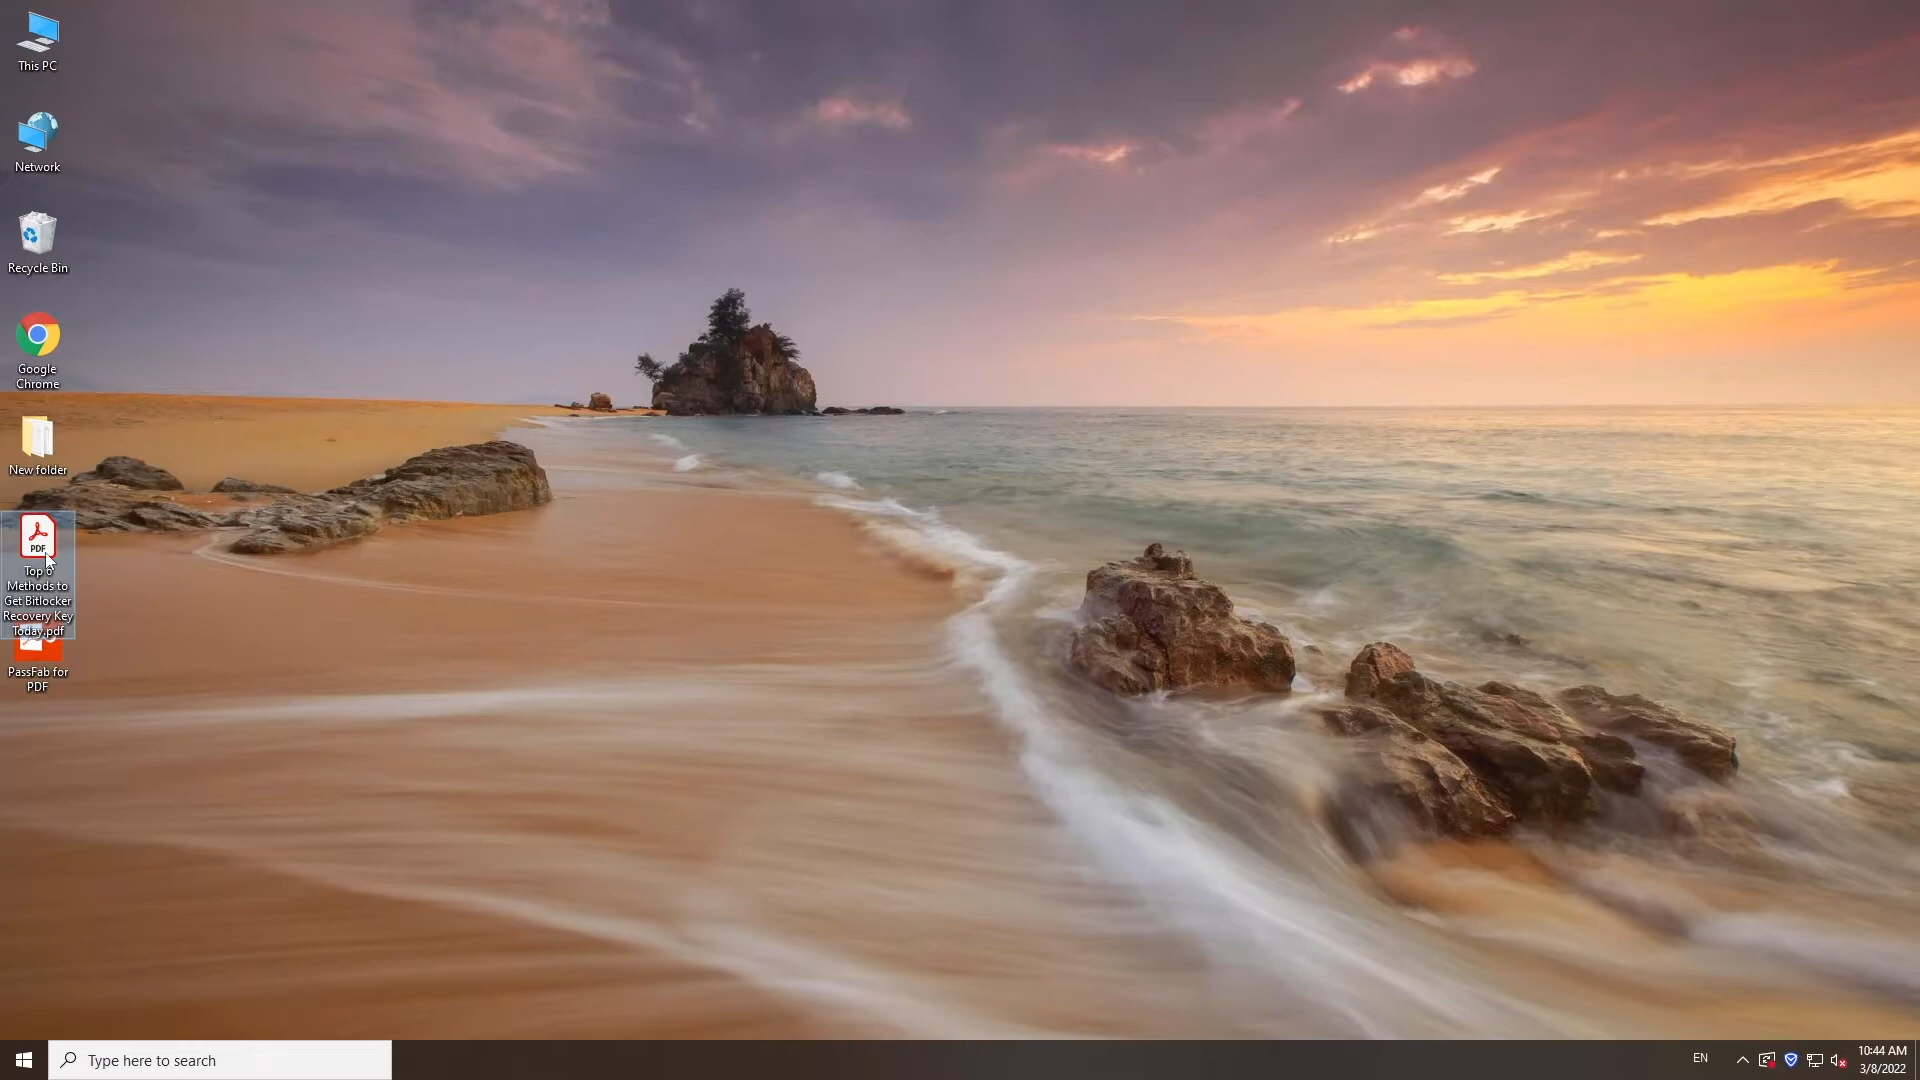 This PC
Network
Recycle Bin
Google
Chrome
New folder
PDF
Top 6
Methods to
Get Bitlocker
Recovery Key
Today.pdf
PassFab for
PDF
Type here to search
EN
10:44 AM
3/8/2022